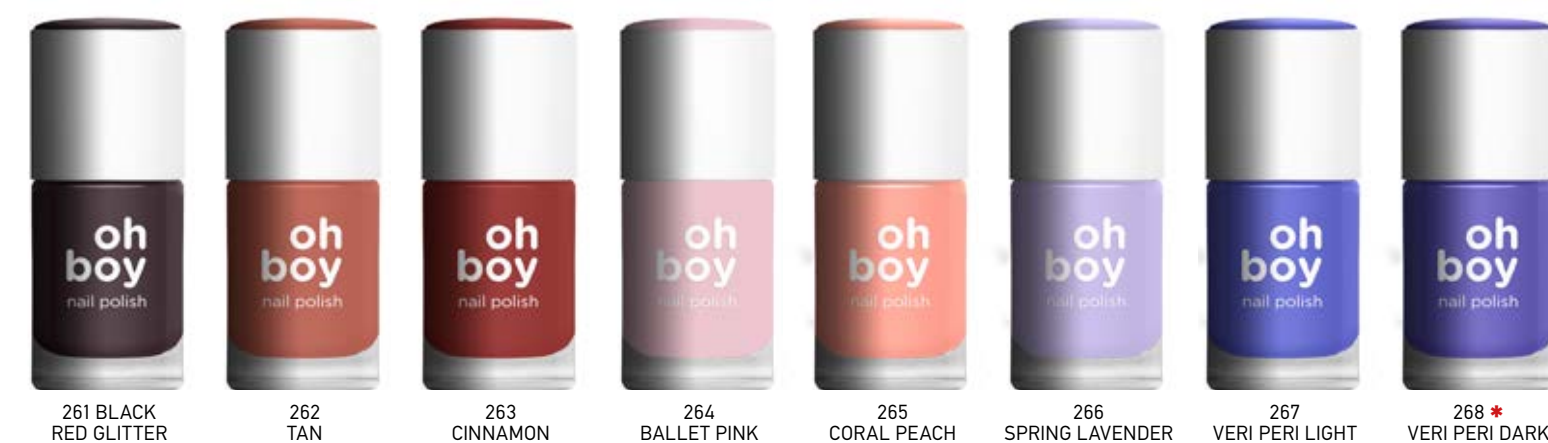 oh
boy
nail polish
oh
boy
nail polish
oh
boy
nail polish
oh
boy
nail polish
oh
boy
nail polish
oh
boy
nail polish
oh
boy
nail polish
oh
boy
nail polish
261 BLACK
RED GLITTER
262
TAN
263
CINNAMON
264
BALLET PINK
265
CORAL PEACH
266
SPRING LAVENDER
267
VERI PERI LIGHT
268 *
VERI PERI DARK